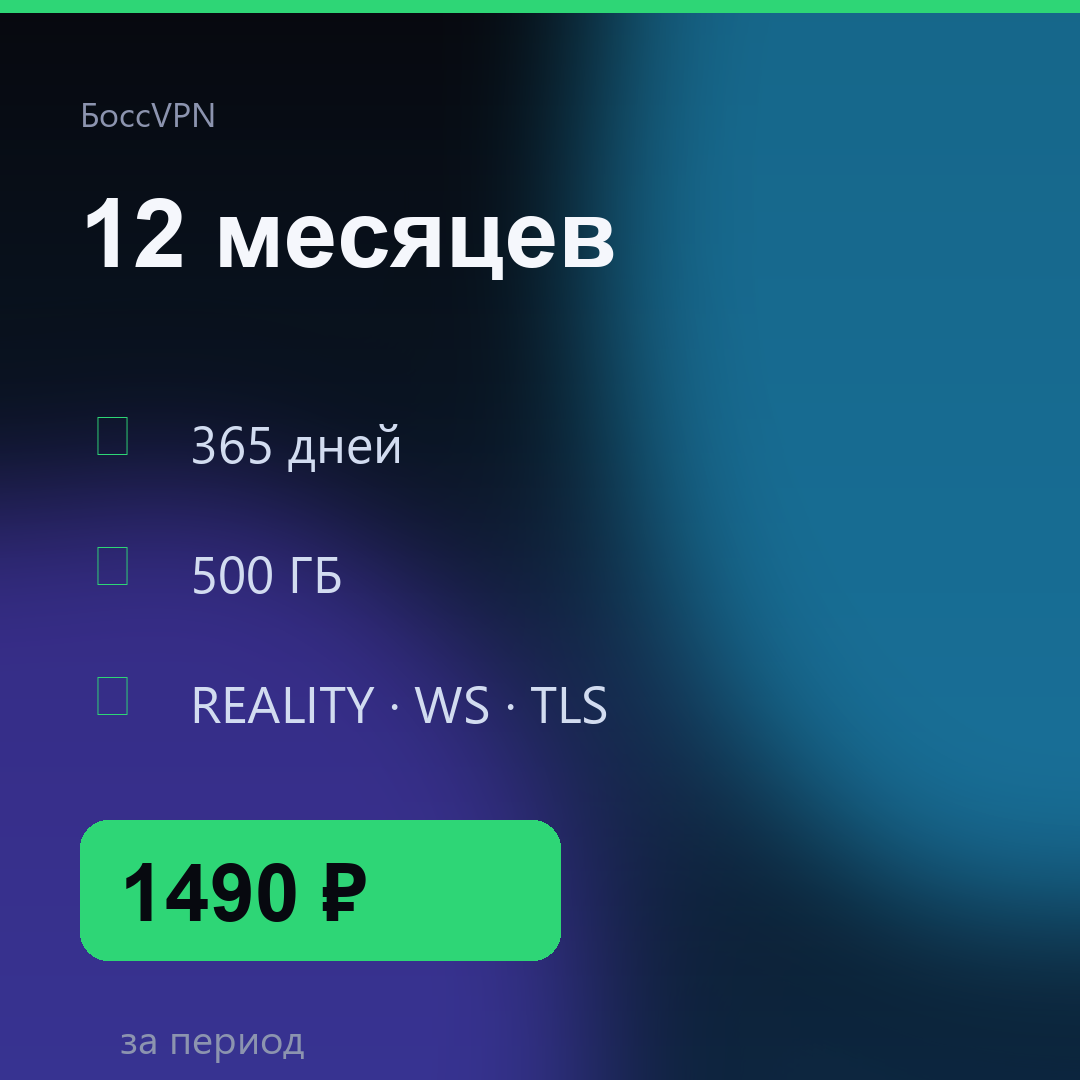 БоссVPN
12 месяцев
365 дней
500 ГБ
REALITY · WS · TLS
1490 ₽
за период